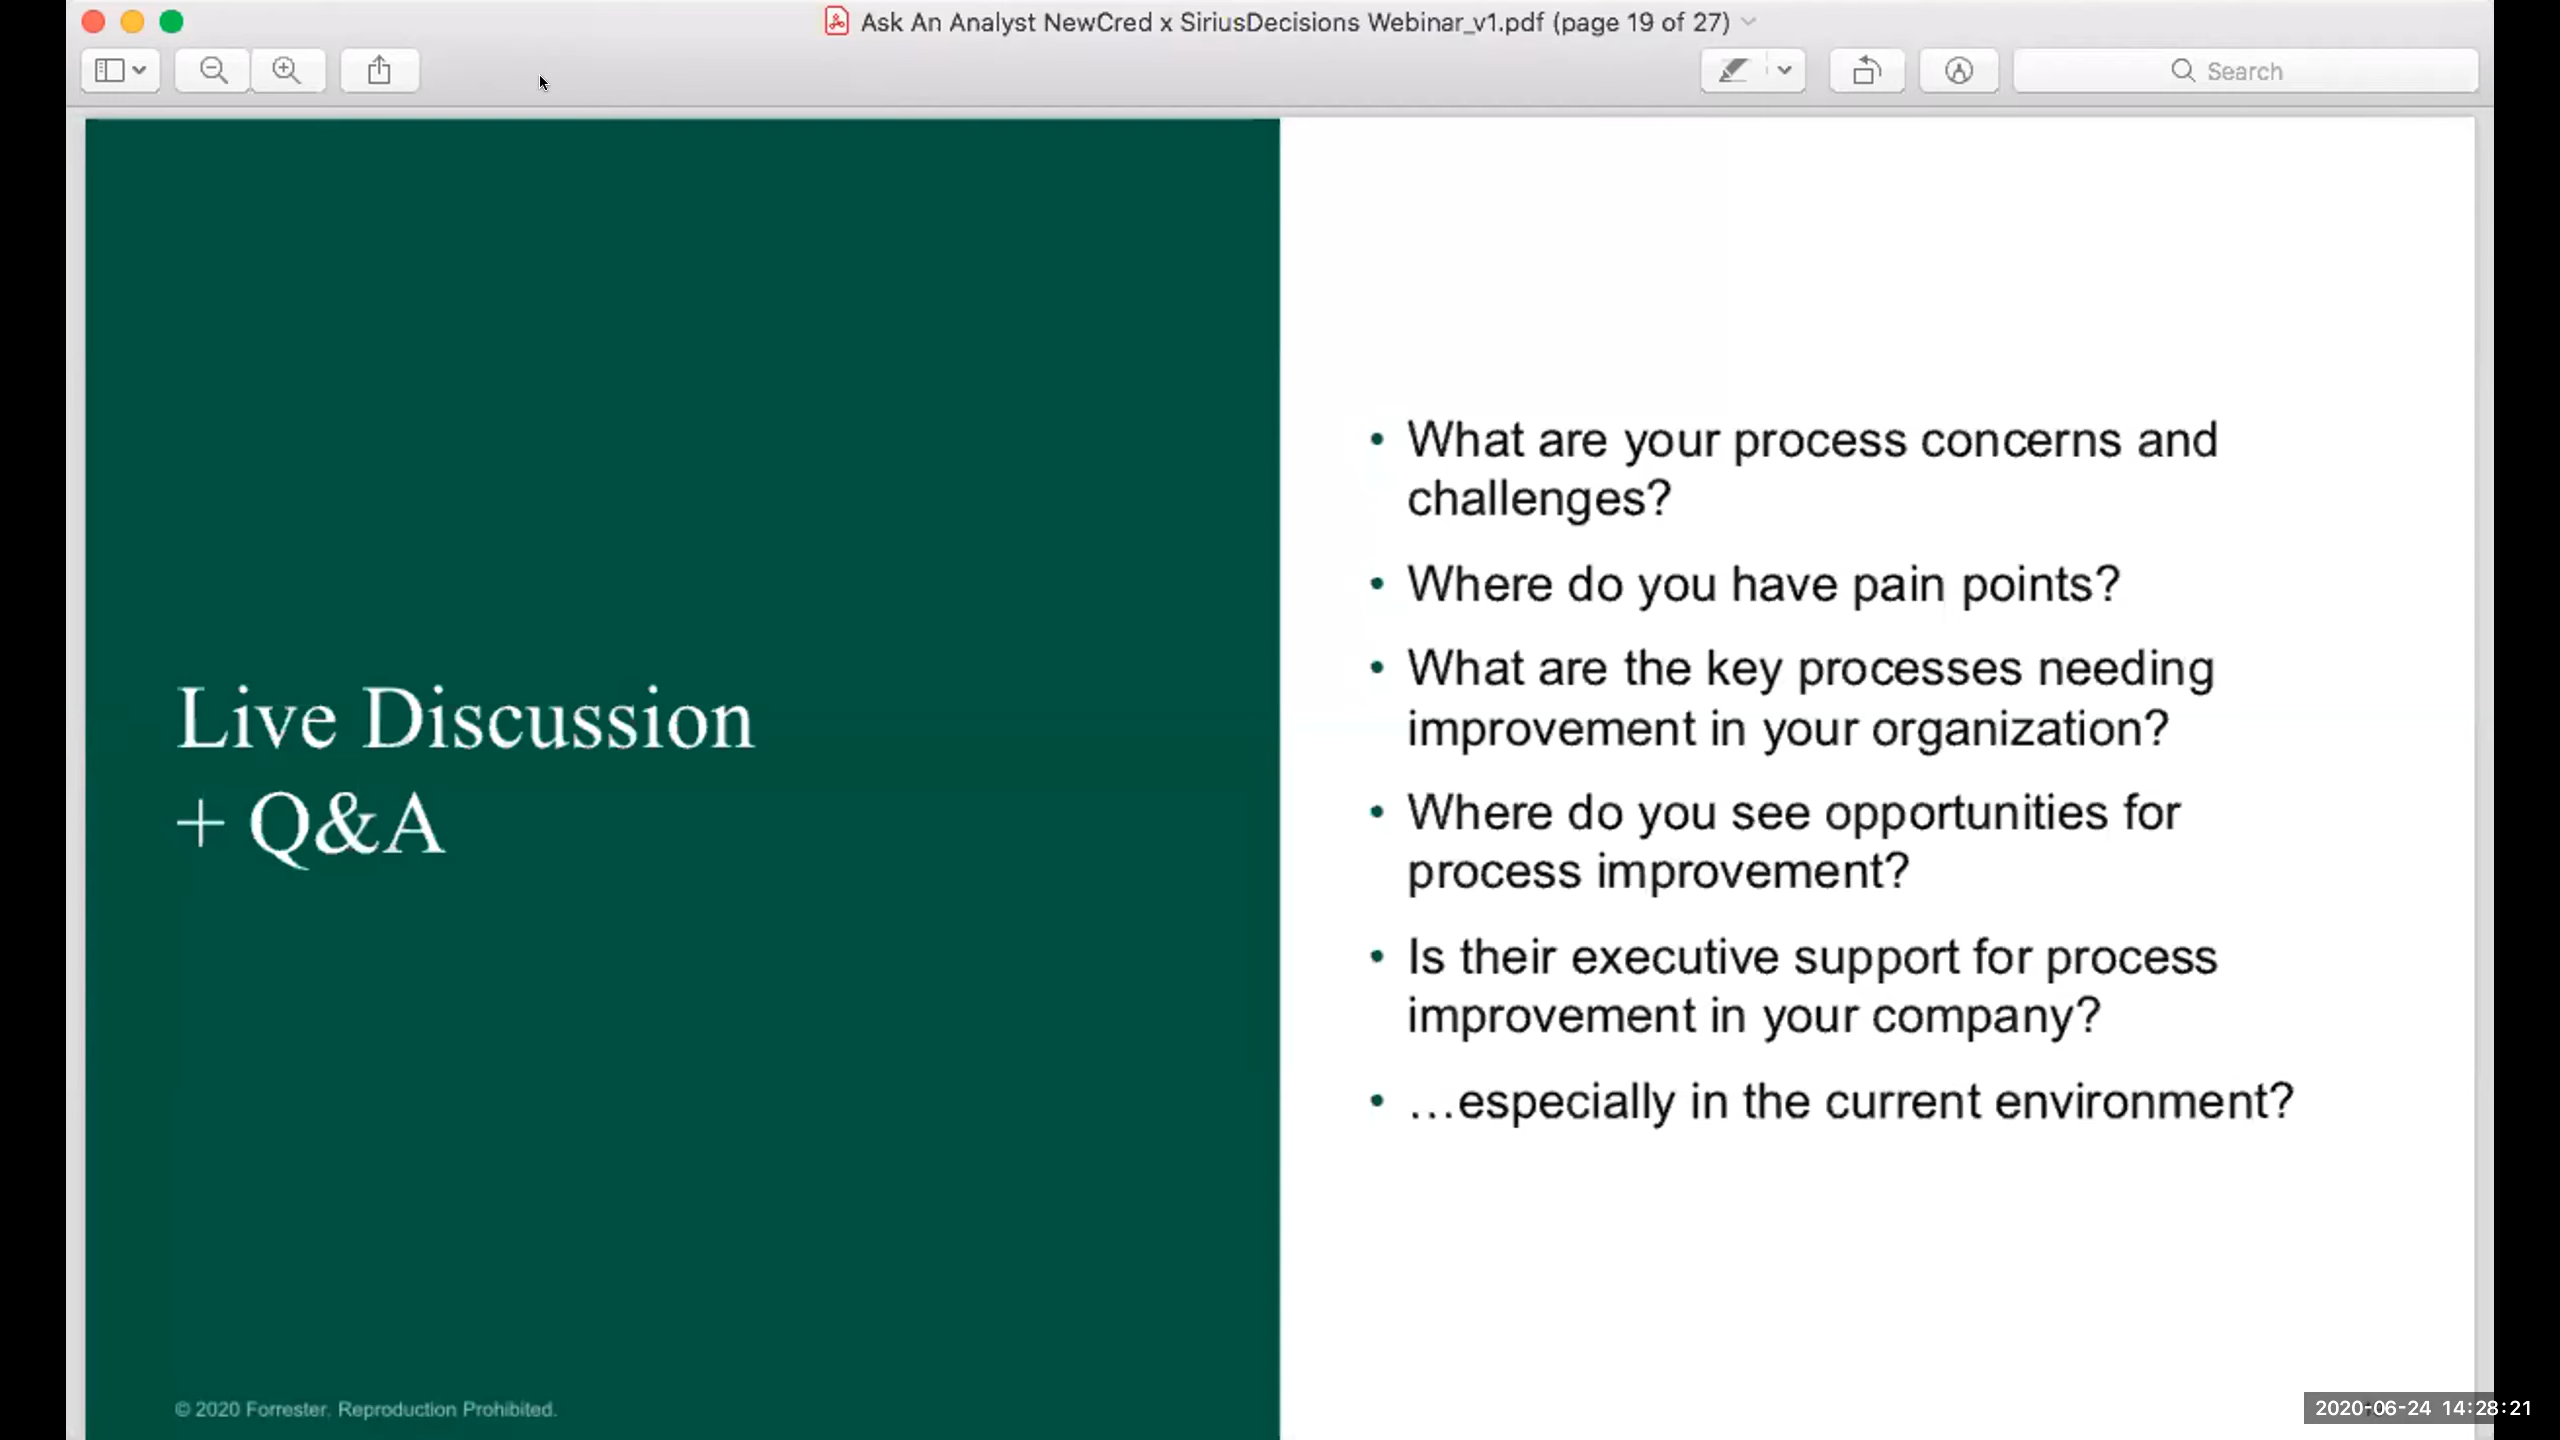 Ask An Analyst NewCred x SiriusDecisions Webinar_v1.pdf (page 19 of 27)
Search
Live Discussion
+ Q&A
• What are your process concerns and
challenges?
• Where do you have pain points?
• What are the key processes needing
improvement in your organization?
• Where do you see opportunities for
process improvement?
• Is their executive support for process
improvement in your company?
• …especially in the current environment?
© 2020 Forrester. Reproduction Prohibited.
2020-06-24 14:28:21